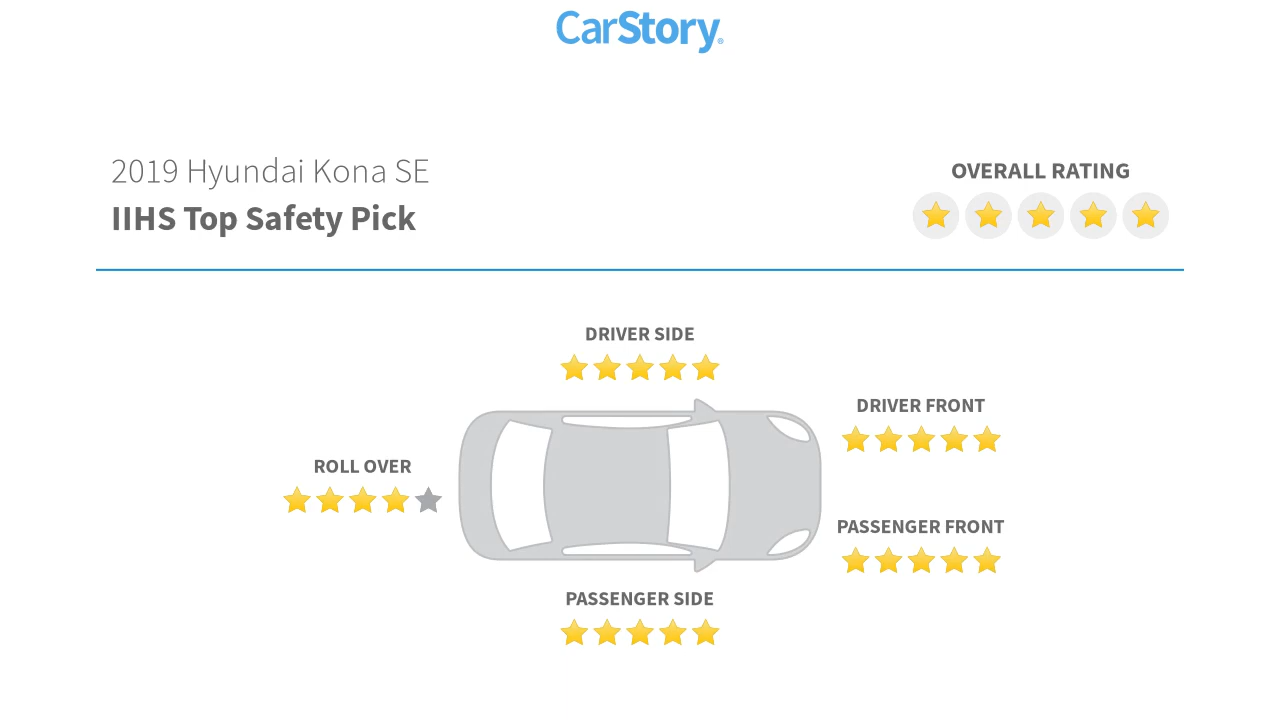 CarStory®
2019 Hyundai Kona SE
IIHS Top Safety Pick
OVERALL RATING
DRIVER SIDE
DRIVER FRONT
ROLL OVER
PASSENGER FRONT
PASSENGER SIDE